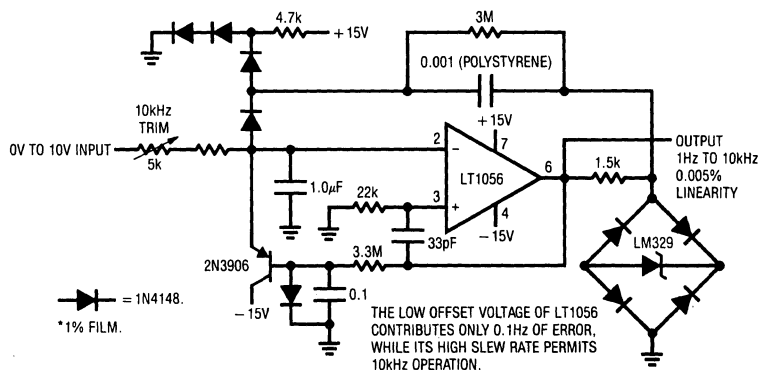 4.7k
+15V
3M
0.001 (POLYSTYRENE)
10kHz
TRIM
+15V
0V TO 10V INPUT
5k
2
–
7
LT1056
6
OUTPUT
1Hz TO 10kHz
0.005%
LINEARITY
1.5k
1.0μF
22k
3
+
4
–15V
33pF
LM329
2N3906
3.3M
0.1
–15V
= 1N4148.
*1% FILM.
THE LOW OFFSET VOLTAGE OF LT1056
CONTRIBUTES ONLY 0.1Hz OF ERROR,
WHILE ITS HIGH SLEW RATE PERMITS
10kHz OPERATION.